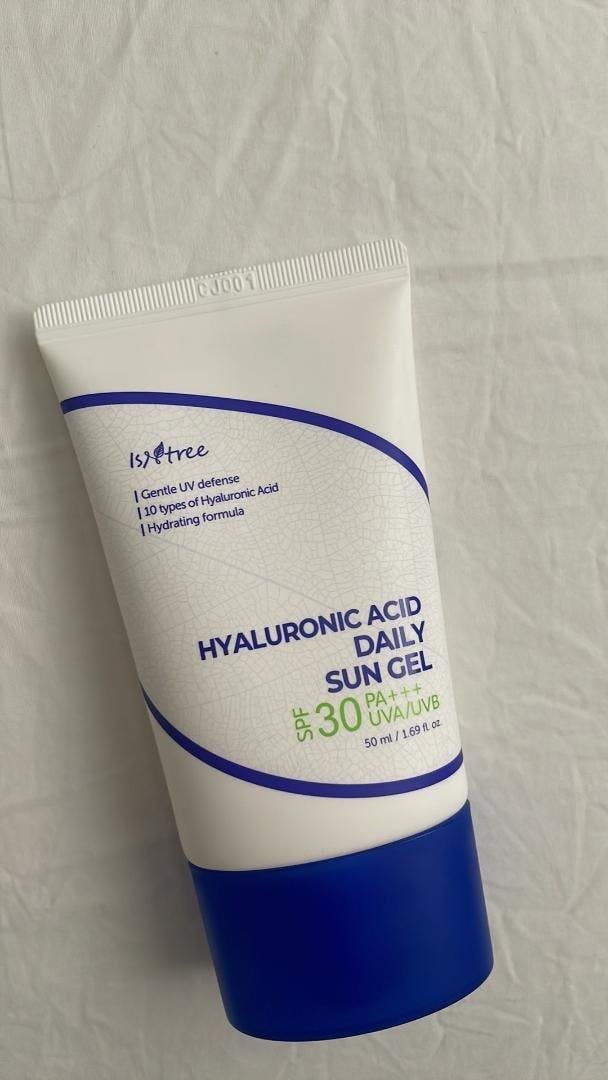 CJ001
Isntree
Gentle UV defense
10 types of Hyaluronic Acid
Hydrating formula
HYALURONIC ACID
DAILY
SUN GEL
SPF 30 PA+++
UVA/UVB
50 ml / 1.69 fl. oz.